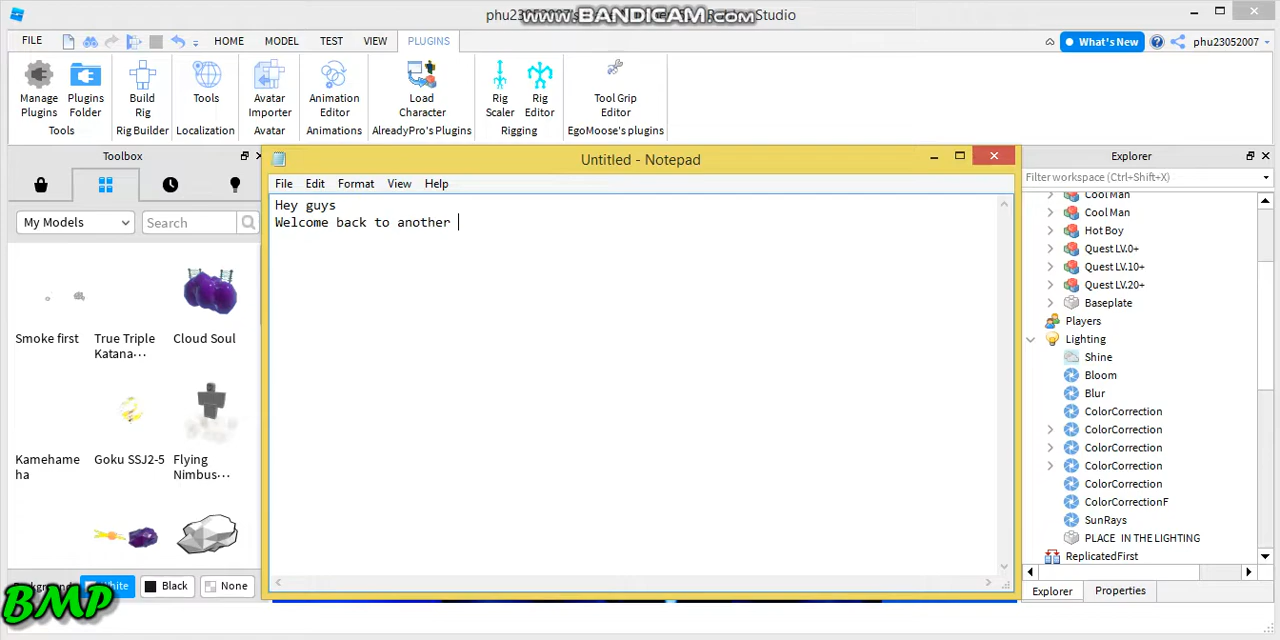 phu23052007's
WWW.BANDICAM.COM
Studio
FILE
HOME
MODEL
TEST
VIEW
PLUGINS
What's New
phu23052007
Manage
Plugins
Plugins
Folder
Tools
Build
Rig
Rig Builder
Tools
Localization
Avatar
Importer
Avatar
Animation
Editor
Animations
Load
Character
AlreadyPro's Plugins
Rig
Scaler
Rig
Editor
Rigging
Tool Grip
Editor
EgoMoose's plugins
Toolbox
My Models
Search
Smoke first
True Triple
Katana...
Cloud Soul
Kamehame
ha
Goku SSJ2-5
Flying
Nimbus...
White
Black
None
BMP
Untitled - Notepad
File
Edit
Format
View
Help
Hey guys
Welcome back to another
Explorer
Filter workspace (Ctrl+Shift+X)
Cool Man
Cool Man
Hot Boy
Quest LV.0+
Quest LV.10+
Quest LV.20+
Baseplate
Players
Lighting
Shine
Bloom
Blur
ColorCorrection
ColorCorrection
ColorCorrection
ColorCorrection
ColorCorrection
ColorCorrectionF
SunRays
PLACE IN THE LIGHTING
ReplicatedFirst
Explorer
Properties